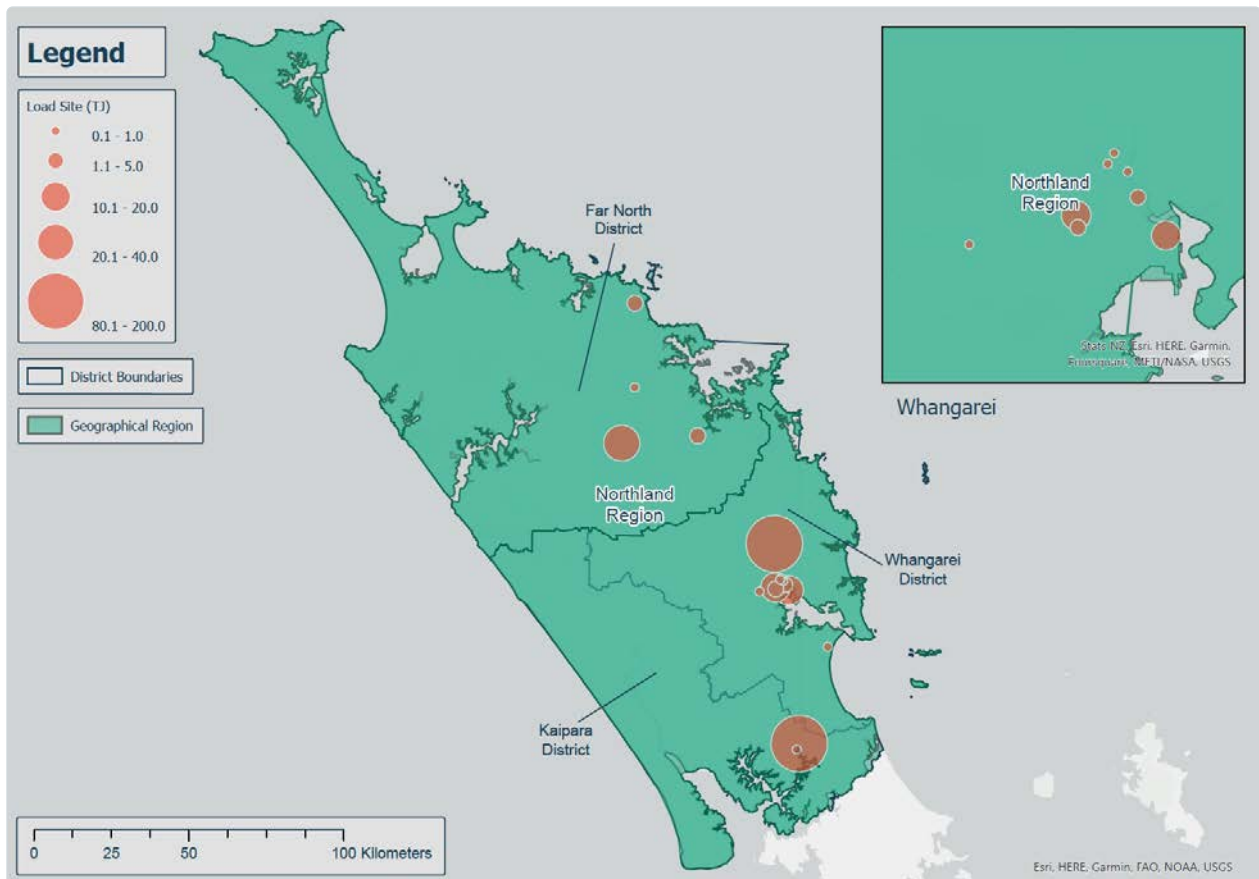 Legend
Load Site (TJ)
0.1 - 1.0
1.1 - 5.0
10.1 - 20.0
20.1 - 40.0
80.1 - 200.0
District Boundaries
Geographical Region
Far North
District
Northland
Region
Whangarei
District
Kaipara
District
Northland
Region
Stats NZ, Esri, HERE, Garmin,
Foursquare, METI/NASA, USGS
Whangarei
0 25 50 100 Kilometers
Esri, HERE, Garmin, FAO, NOAA, USGS